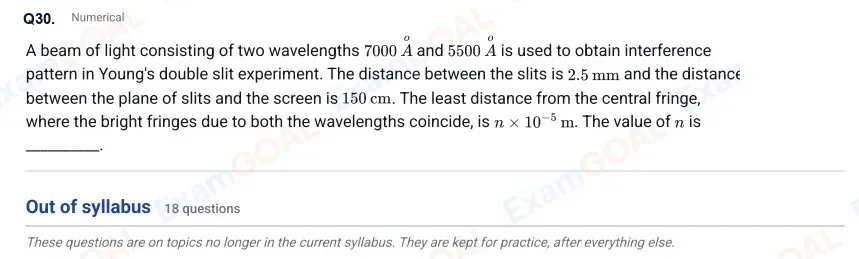 Q30. Numerical
A beam of light consisting of two wavelengths 7000 Å and 5500 Å is used to obtain interference
pattern in Young's double slit experiment. The distance between the slits is 2.5 mm and the distance
between the plane of slits and the screen is 150 cm. The least distance from the central fringe,
where the bright fringes due to both the wavelengths coincide, is n × 10⁻⁵ m. The value of n is
__________.
Out of syllabus 18 questions
These questions are on topics no longer in the current syllabus. They are kept for practice, after everything else.
ExamGOAL
ExamGOAL